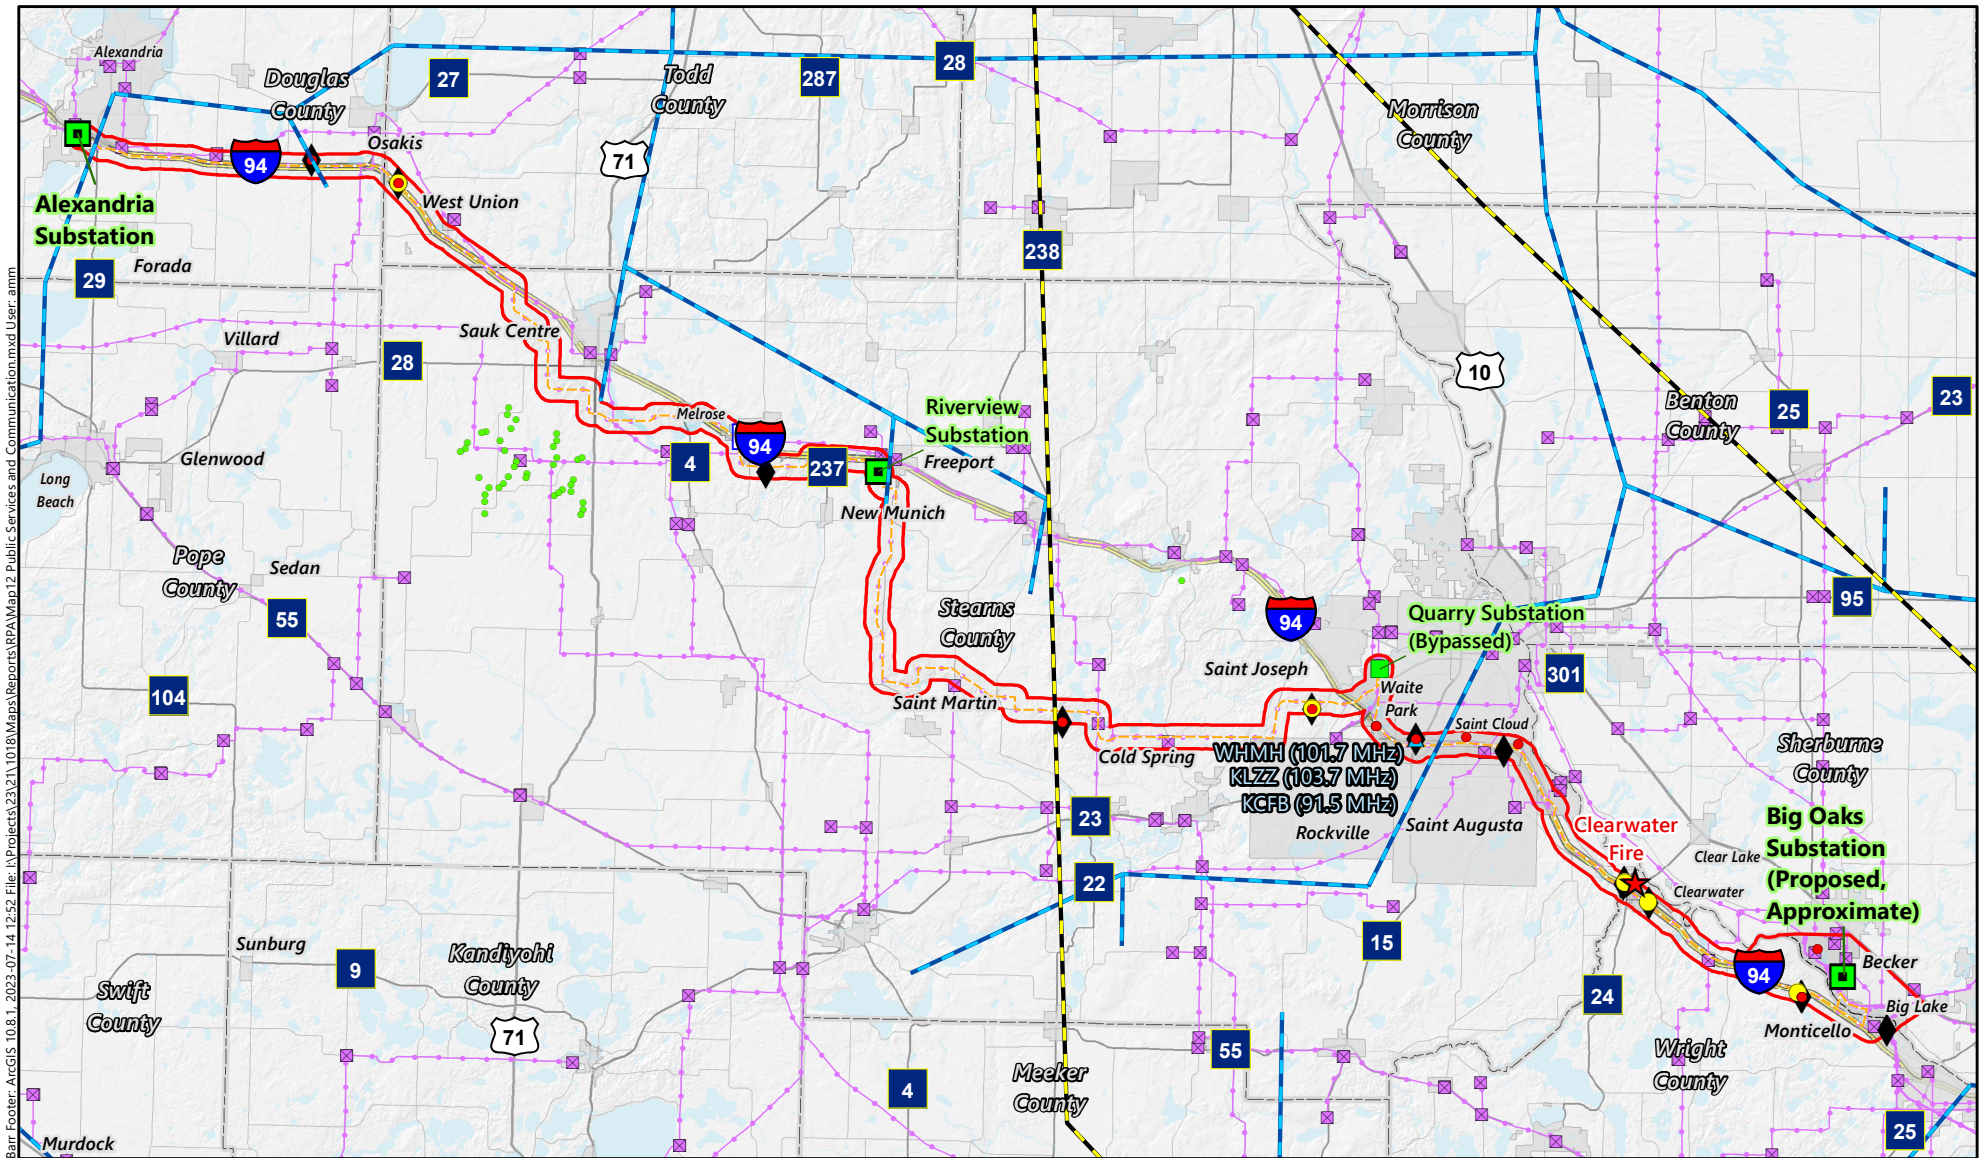 Alexandria
Douglas
County
27
Todd
County
287
28
Morrison
County
Osakis
94
71
West Union
Alexandria
Substation
238
29
Forada
Villard
Sauk Centre
28
10
Benton
County
25
23
Riverview
Substation
Melrose
94
4
237
Freeport
Glenwood
Long
Beach
New Munich
Pope
County
Sedan
55
Stearns
County
94
Quarry Substation
(Bypassed)
95
Saint Joseph
301
104
Saint Martin
Waite
Park
Saint Cloud
Cold Spring
WHMH (101.7 MHz)
KLZZ (103.7 MHz)
KCFB (91.5 MHz)
Sherburne
County
23
Rockville
Saint Augusta
Clearwater
Fire
Big Oaks
Substation
(Proposed,
Approximate)
Clear Lake
22
Clearwater
Sunburg
9
Kandiyohi
County
15
94
Becker
Swift
County
24
Big Lake
71
Monticello
55
Wright
County
4
Meeker
County
25
Murdock
Barr Footer: ArcGIS 10.8.1, 2023-07-14 12:52 File: I:\Projects\23\21\1018\Maps\Reports\RPA\Map12 Public Services and Communication.mxd User: amm